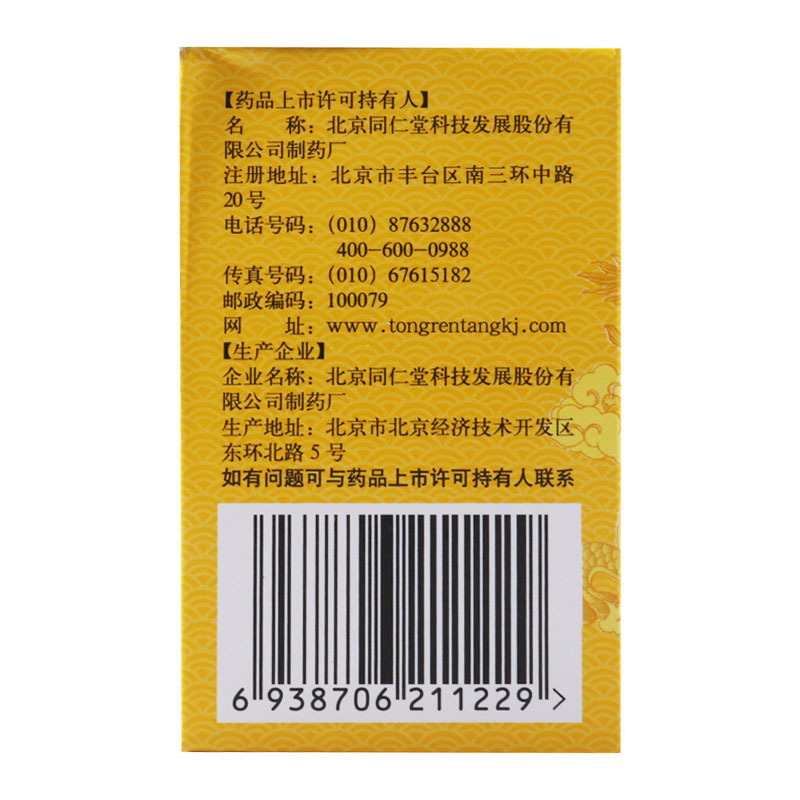 【药品上市许可持有人】
名　　称：北京同仁堂科技发展股份有
限公司制药厂
注册地址：北京市丰台区南三环中路
20号
电话号码：（010）87632888
400-600-0988
传真号码：（010）67615182
邮政编码：100079
网　　址：www.tongrentangkj.com
【生产企业】
企业名称：北京同仁堂科技发展股份有
限公司制药厂
生产地址：北京市北京经济技术开发区
东环北路 5 号
如有问题可与药品上市许可持有人联系
6 938706 211229 >